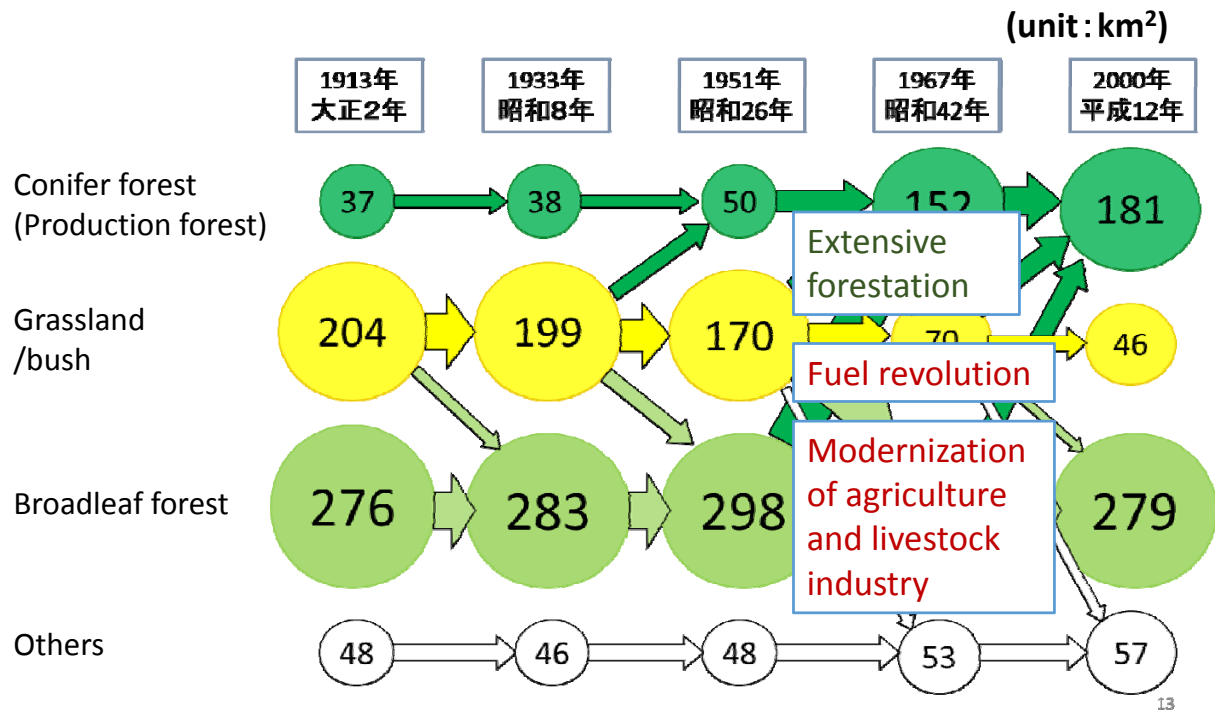 (unit：km²)
1913年
大正2年
1933年
昭和8年
1951年
昭和26年
1967年
昭和42年
2000年
平成12年
Conifer forest
(Production forest)
37
38
50
152
181
Extensive
forestation
Grassland
/bush
204
199
170
70
46
Fuel revolution
Broadleaf forest
276
283
298
279
Modernization
of agriculture
and livestock
industry
Others
48
46
48
53
57
13